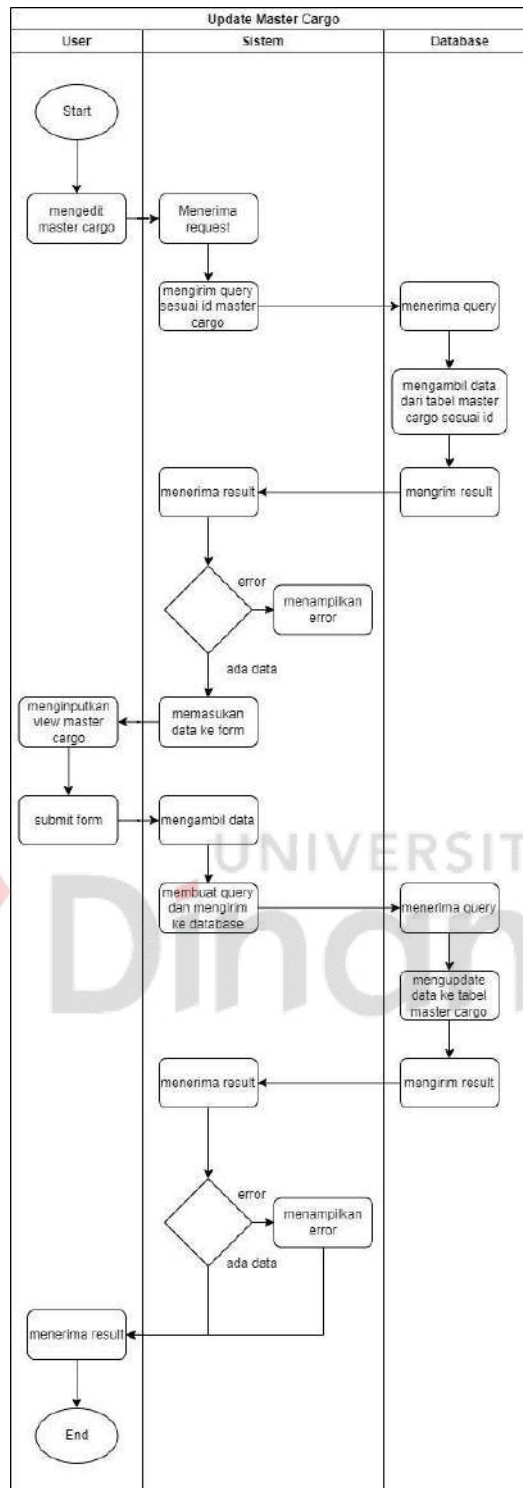 Update Master Cargo
User
Sistem
Database
Start
mengedit
master cargo
Menerima
request
mengirim query
sesuai id master
cargo
menerima query
mengambil data
dari tabel master
cargo sesuai id
mengrim result
menerima result
error
menampilkan
error
ada data
memasukan
data ke form
menginputkan
view master
cargo
submit form
mengambil data
UNIVERSIT
Dinam
membuat query
dan mengirim
ke database
menerima query
mengupdate
data ke tabel
master cargo
mengirim result
menerima result
error
menampilkan
error
ada data
menerima result
End